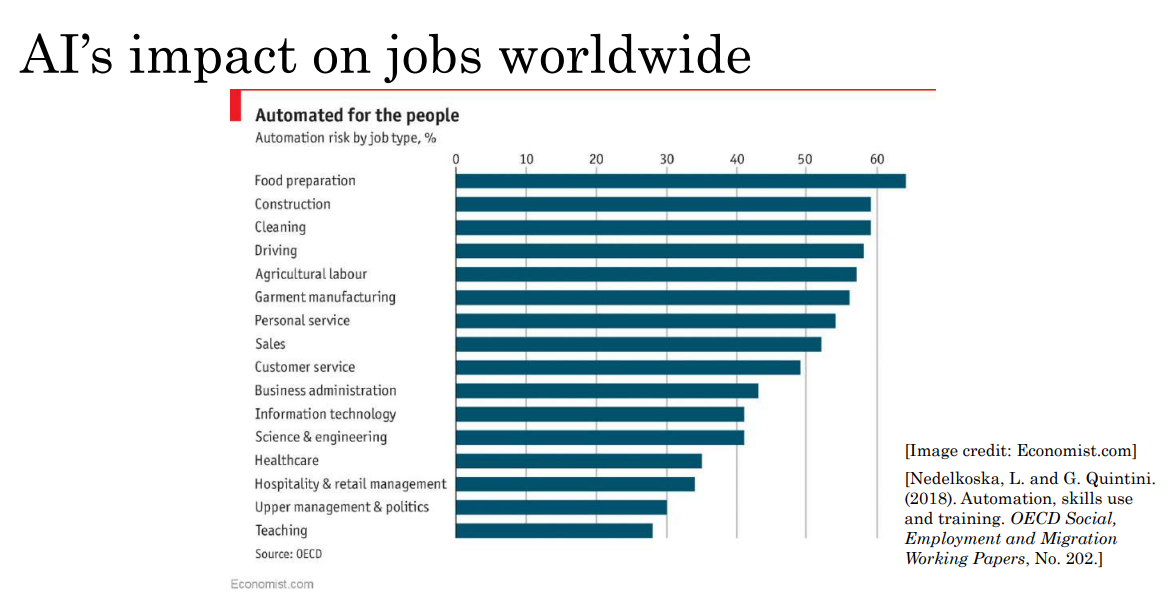 AI’s impact on jobs worldwide
Automated for the people
Automation risk by job type, %
0 10 20 30 40 50 60
Food preparation
Construction
Cleaning
Driving
Agricultural labour
Garment manufacturing
Personal service
Sales
Customer service
Business administration
Information technology
Science & engineering
Healthcare
Hospitality & retail management
Upper management & politics
Teaching
Source: OECD
Economist.com
[Image credit: Economist.com]
[Nedelkoska, L. and G. Quintini.
(2018). Automation, skills use
and training. OECD Social,
Employment and Migration
Working Papers, No. 202.]